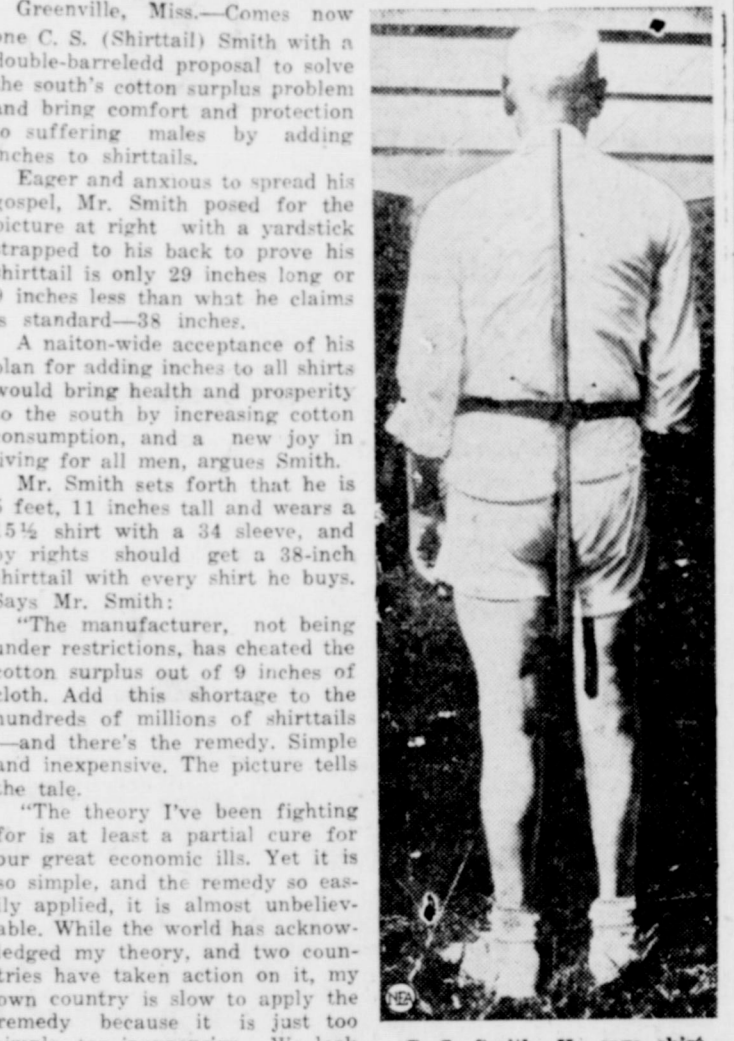 Greenville, Miss.—Comes now
one C. S. (Shirttail) Smith with a
double-barreledd proposal to solve
the south's cotton surplus problem
and bring comfort and protection
to suffering males by adding
inches to shirttails.
Eager and anxious to spread his
gospel, Mr. Smith posed for the
picture at right with a yardstick
strapped to his back to prove his
shirttail is only 29 inches long or
9 inches less than what he claims
is standard—38 inches.
A naiton-wide acceptance of his
plan for adding inches to all shirts
would bring health and prosperity
to the south by increasing cotton
consumption, and a new joy in
living for all men, argues Smith.
Mr. Smith sets forth that he is
feet, 11 inches tall and wears a
15½ shirt with a 34 sleeve, and
by rights should get a 38-inch
shirttail with every shirt he buys.
Says Mr. Smith:
"The manufacturer, not being
under restrictions, has cheated the
cotton surplus out of 9 inches of
cloth. Add this shortage to the
hundreds of millions of shirttails
—and there's the remedy. Simple
and inexpensive. The picture tells
the tale.
"The theory I've been fighting
for is at least a partial cure for
our great economic ills. Yet it is
so simple, and the remedy so eas-
ily applied, it is almost unbeliev-
able. While the world has acknow-
ledged my theory, and two coun-
tries have taken action on it, my
own country is slow to apply the
remedy because it is just too
NEA